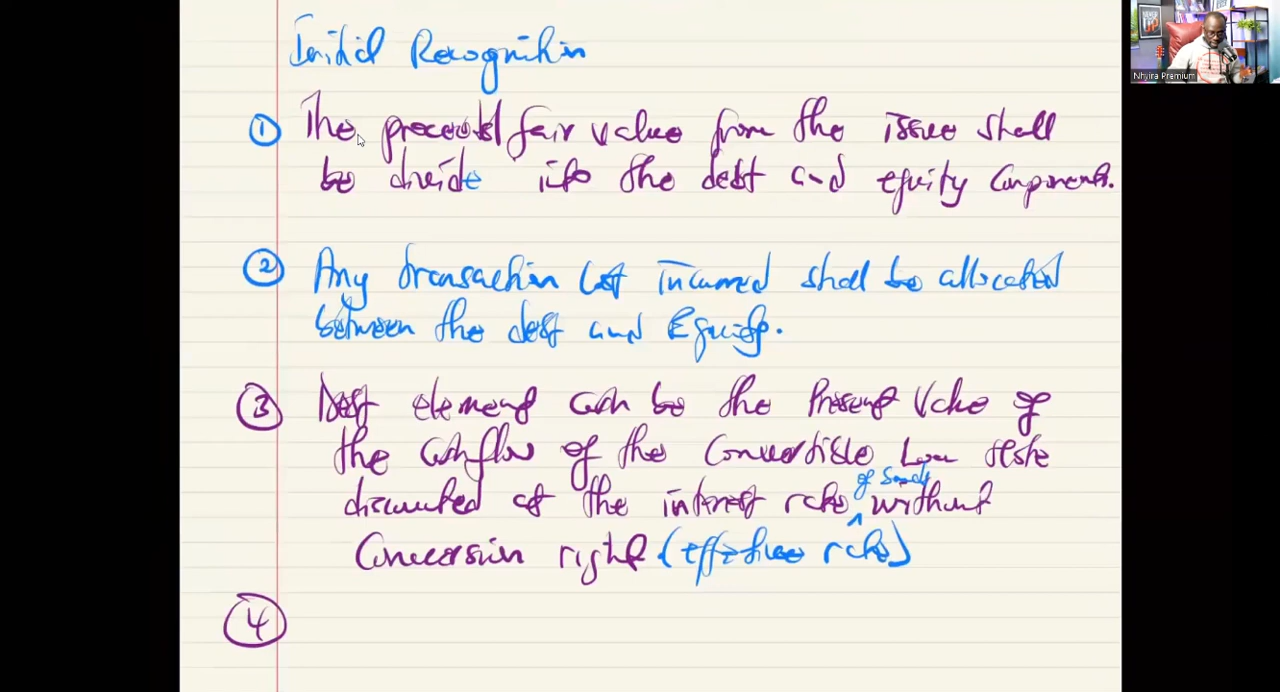 Initial Recognition
Nhyira Premium
① The proceeds/ fair value from the issue shall
be divide into the debt and equity components.
② Any transaction cost incurred shall be allocated
between the debt and Equity.
③ Debt element can be the Present Value of
the cashflow of the Convertible Loan
of
discounted at the interest rate ^ without
Conversion right (effective rate)
④